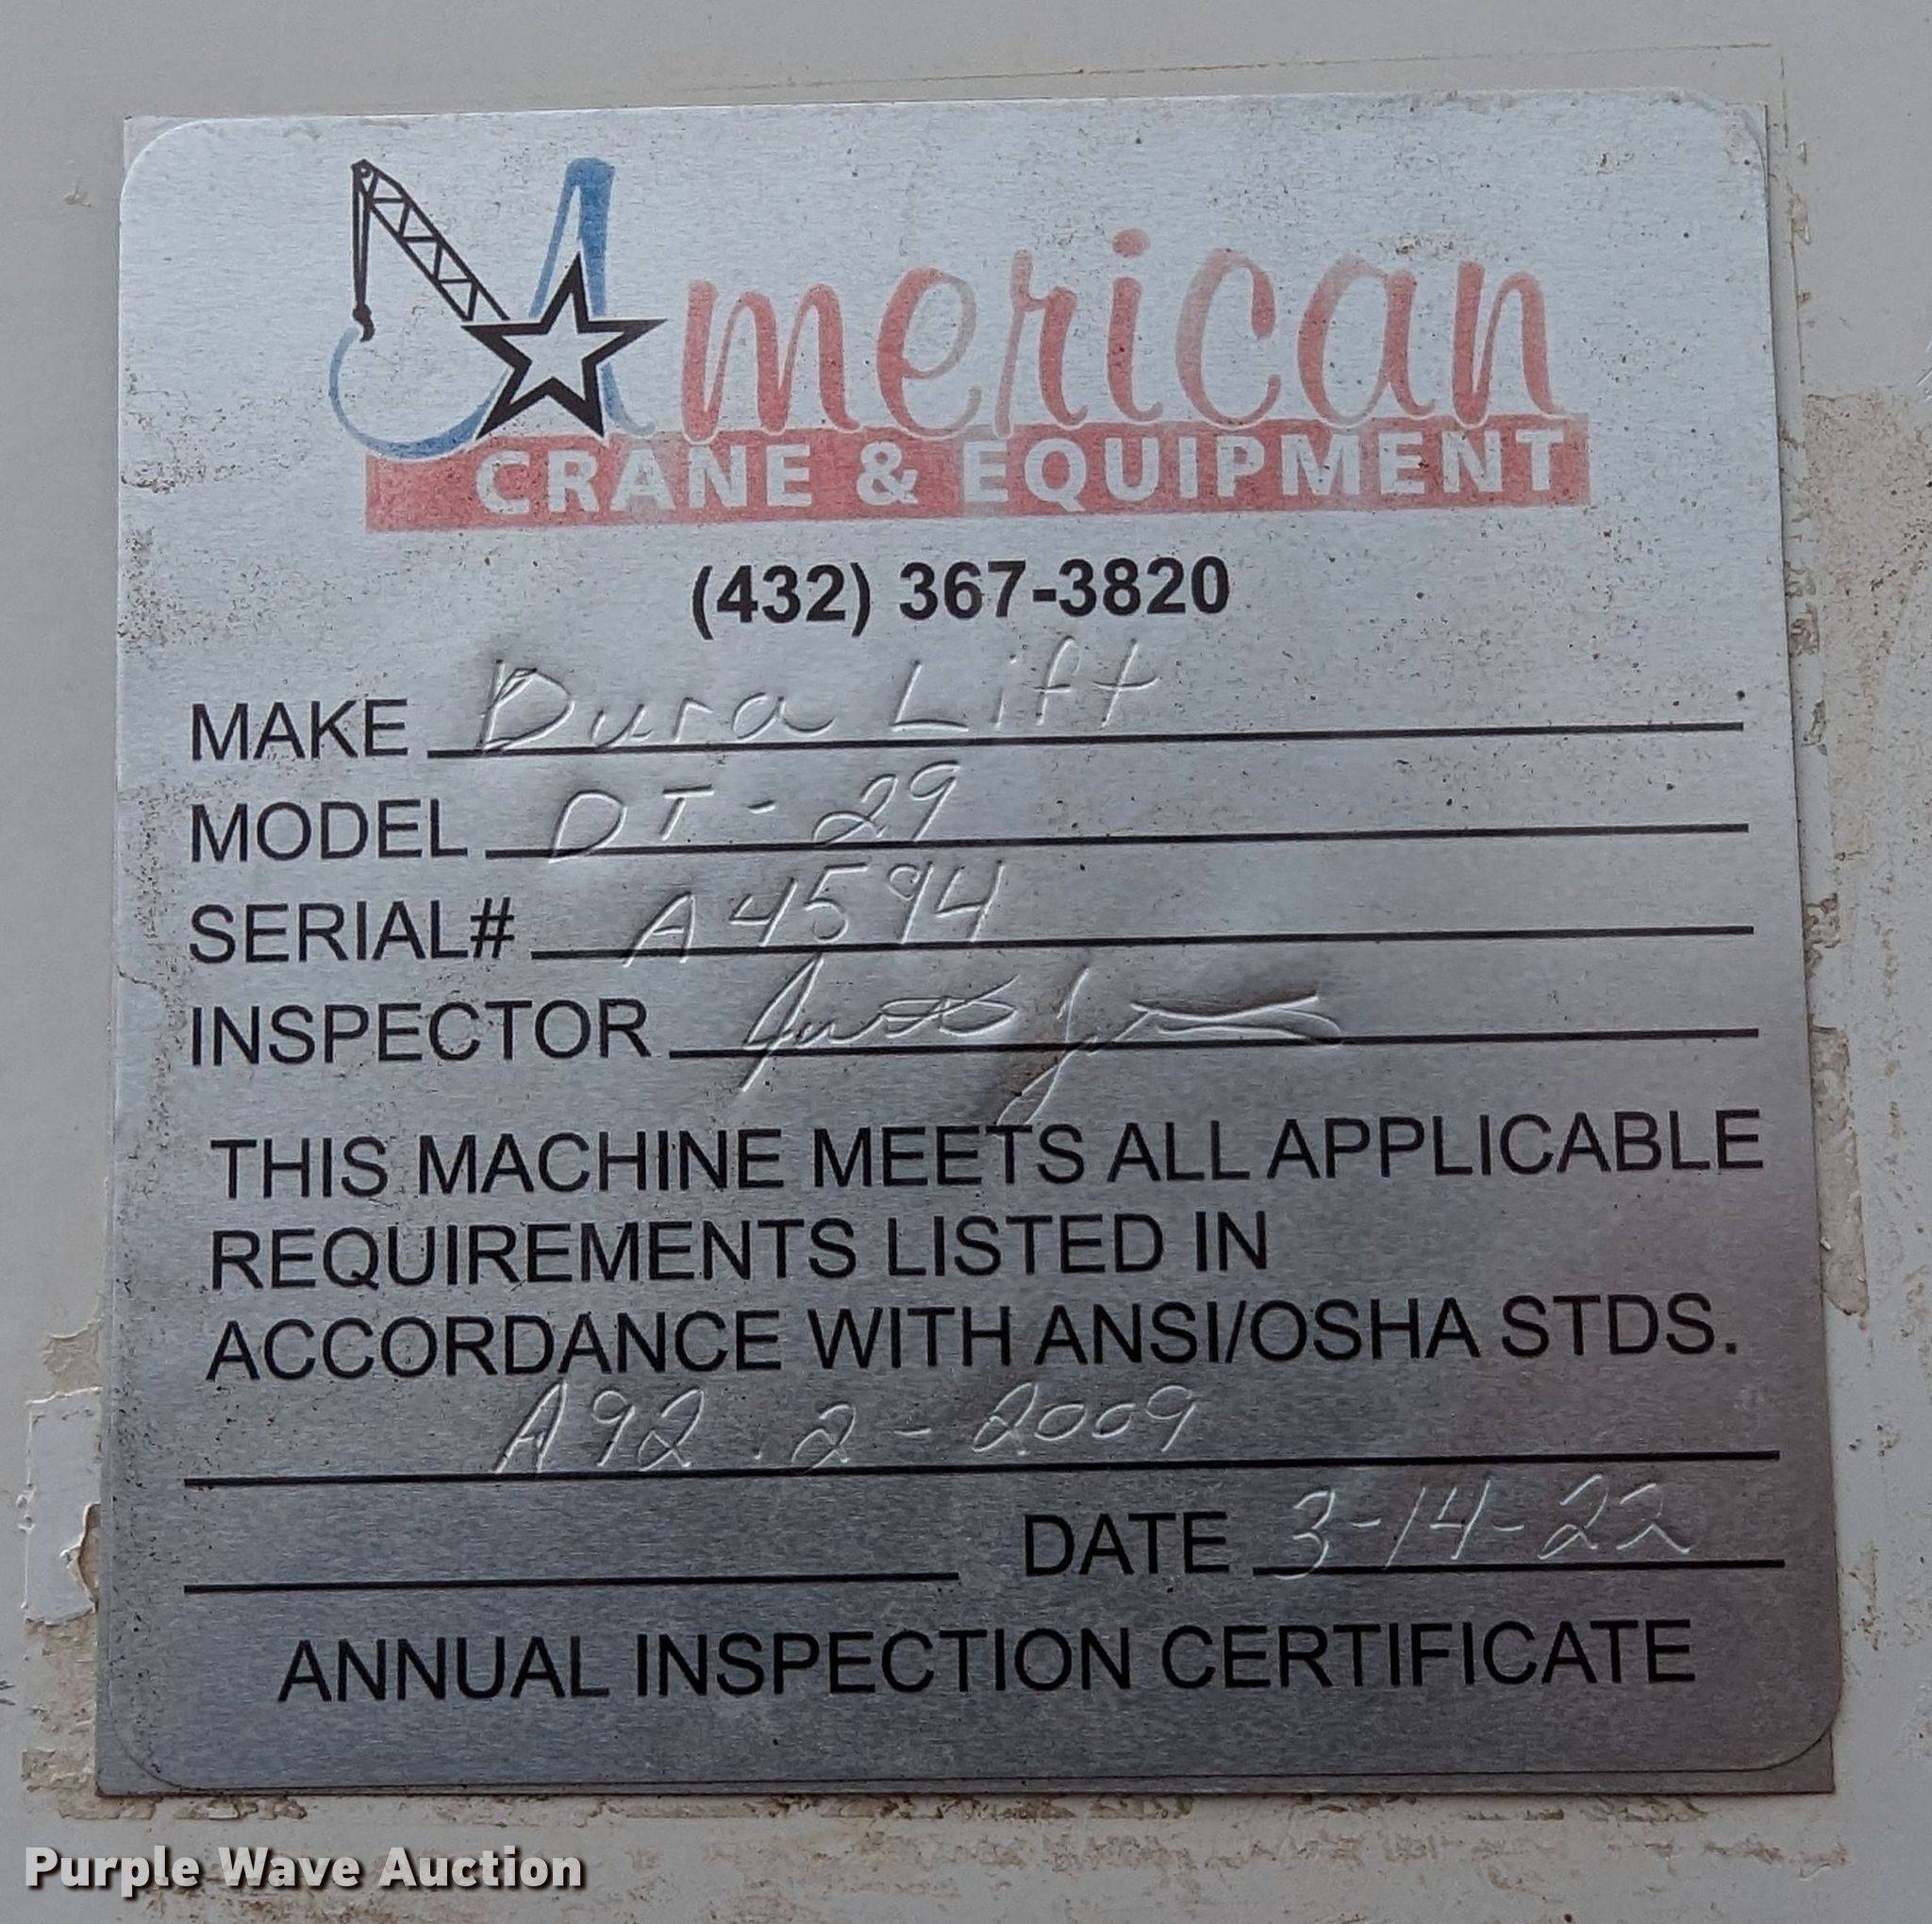 American
CRANE & EQUIPMENT
(432) 367-3820
MAKE Dura Lift
MODEL DT-29
SERIAL# A4594
INSPECTOR
THIS MACHINE MEETS ALL APPLICABLE
REQUIREMENTS LISTED IN
ACCORDANCE WITH ANSI/OSHA STDS.
A92.2-2009
DATE 3-14-22
ANNUAL INSPECTION CERTIFICATE
Purple Wave Auction